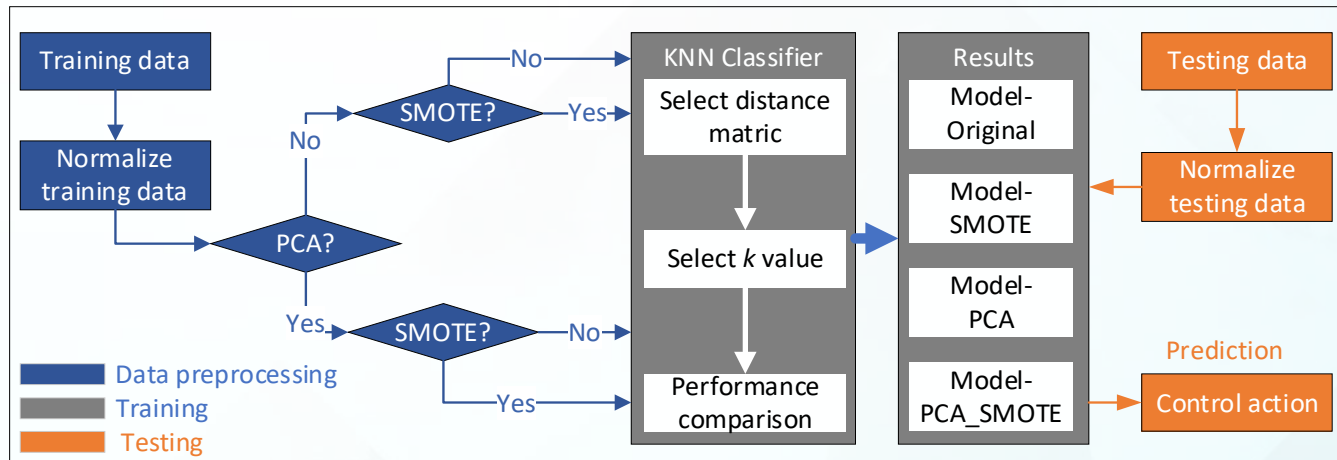 Training data
Normalize
training data
PCA?
No
Yes
SMOTE?
No
Yes
SMOTE?
No
Yes
KNN Classifier
Select distance
matric
Select k value
Performance
comparison
Results
Model-
Original
Model-
SMOTE
Model-
PCA
Model-
PCA_SMOTE
Testing data
Normalize
testing data
Prediction
Control action
Data preprocessing
Training
Testing